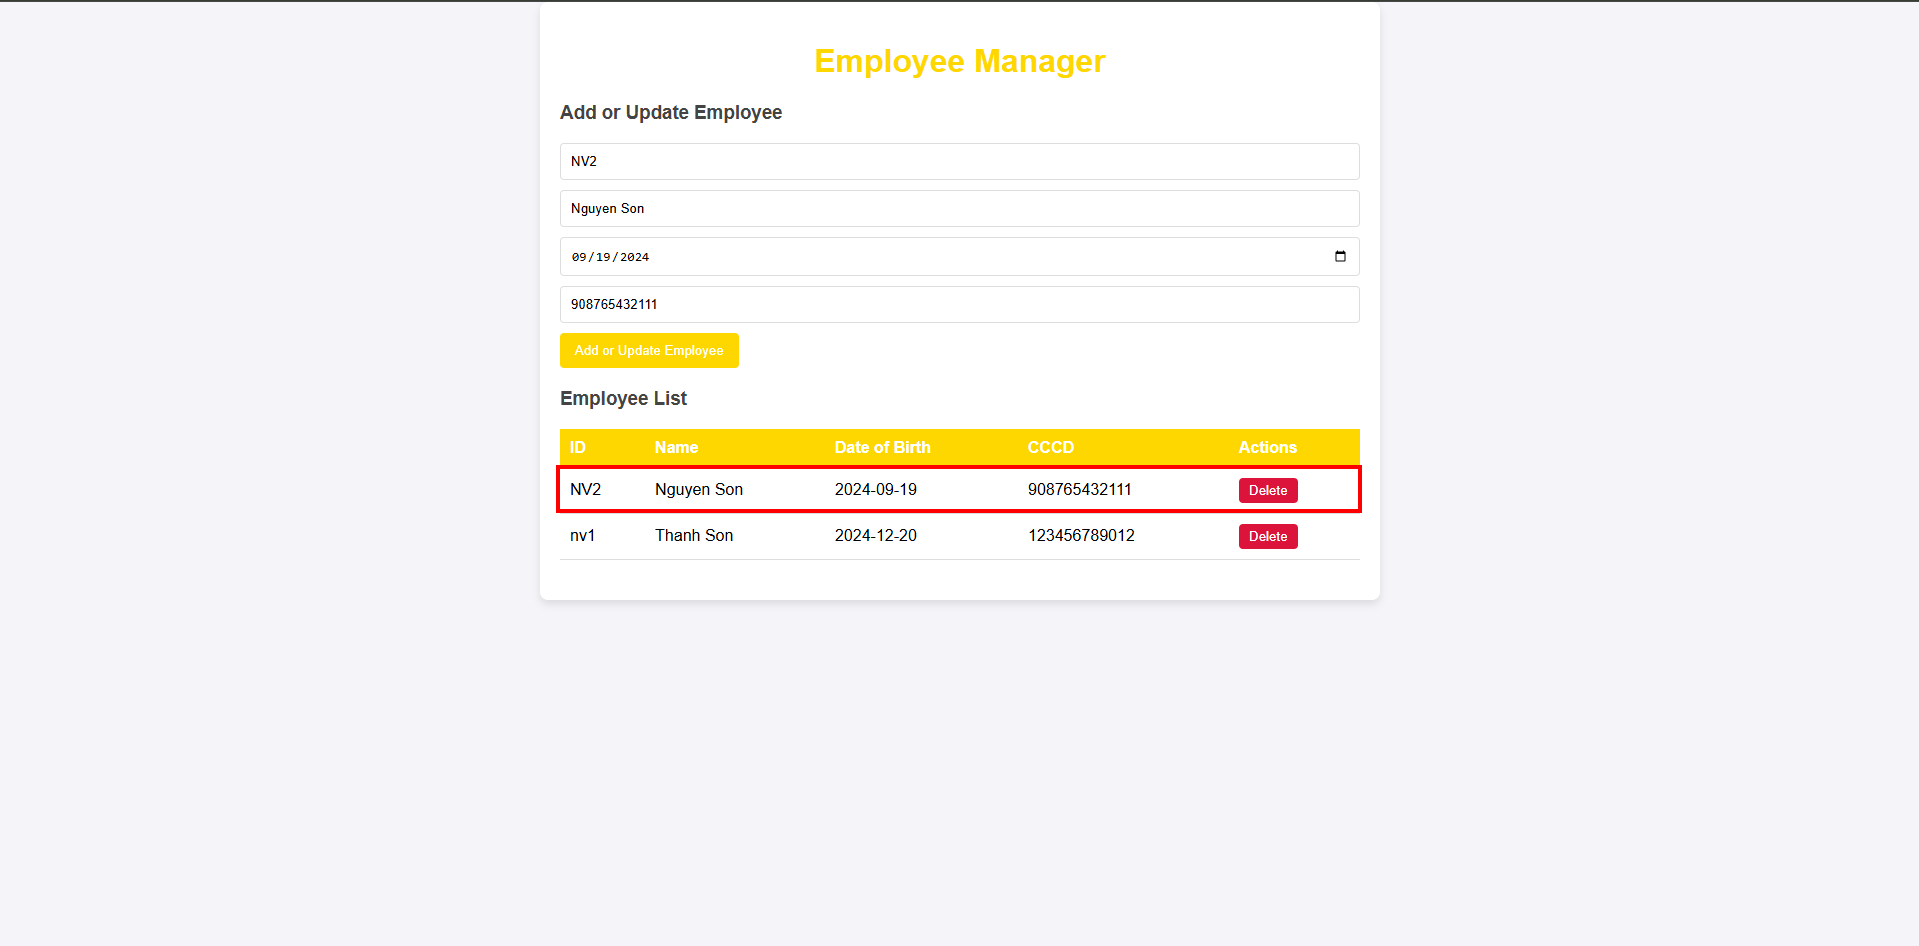 Employee Manager
Add or Update Employee
NV2
Nguyen Son
09/19/2024
908765432111
Add or Update Employee
Employee List
ID Name Date of Birth CCCD Actions
NV2 Nguyen Son 2024-09-19 908765432111 Delete
nv1 Thanh Son 2024-12-20 123456789012 Delete